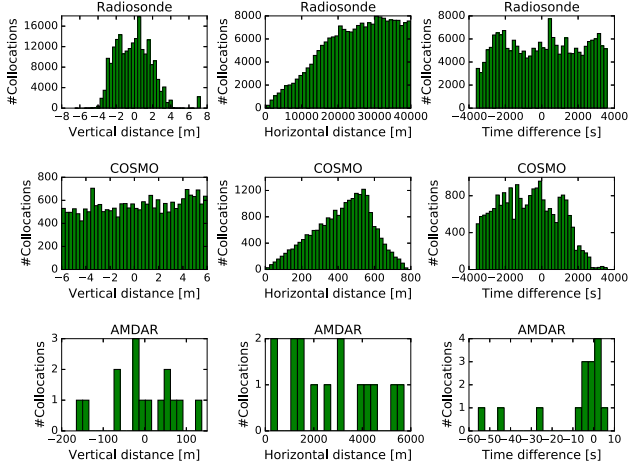 Radiosonde
Radiosonde
Radiosonde
#Collocations
16000
12000
8000
4000
0
−8 −6 −4 −2 0 2 4 6 8
Vertical distance [m]
#Collocations
8000
6000
4000
2000
0
0 10000 20000 30000 40000
Horizontal distance [m]
#Collocations
8000
6000
4000
2000
0
−4000 −2000 0 2000 4000
Time difference [s]
COSMO
COSMO
COSMO
#Collocations
800
600
400
200
0
−6 −4 −2 0 2 4 6
Vertical distance [m]
#Collocations
1200
800
400
0
0 200 400 600 800
Horizontal distance [m]
#Collocations
800
400
0
−4000 −2000 0 2000 4000
Time difference [s]
AMDAR
AMDAR
AMDAR
#Collocations
3
2
1
0
−200 −100 0 100
Vertical distance [m]
#Collocations
2
1
0
0 2000 4000 6000
Horizontal distance [m]
#Collocations
4
3
2
1
0
−60 −50 −40 −30 −20 −10 0 10
Time difference [s]